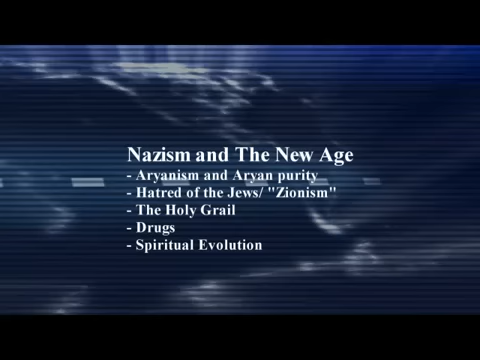 Nazism and The New Age
- Aryanism and Aryan purity
- Hatred of the Jews/ "Zionism"
- The Holy Grail
- Drugs
- Spiritual Evolution